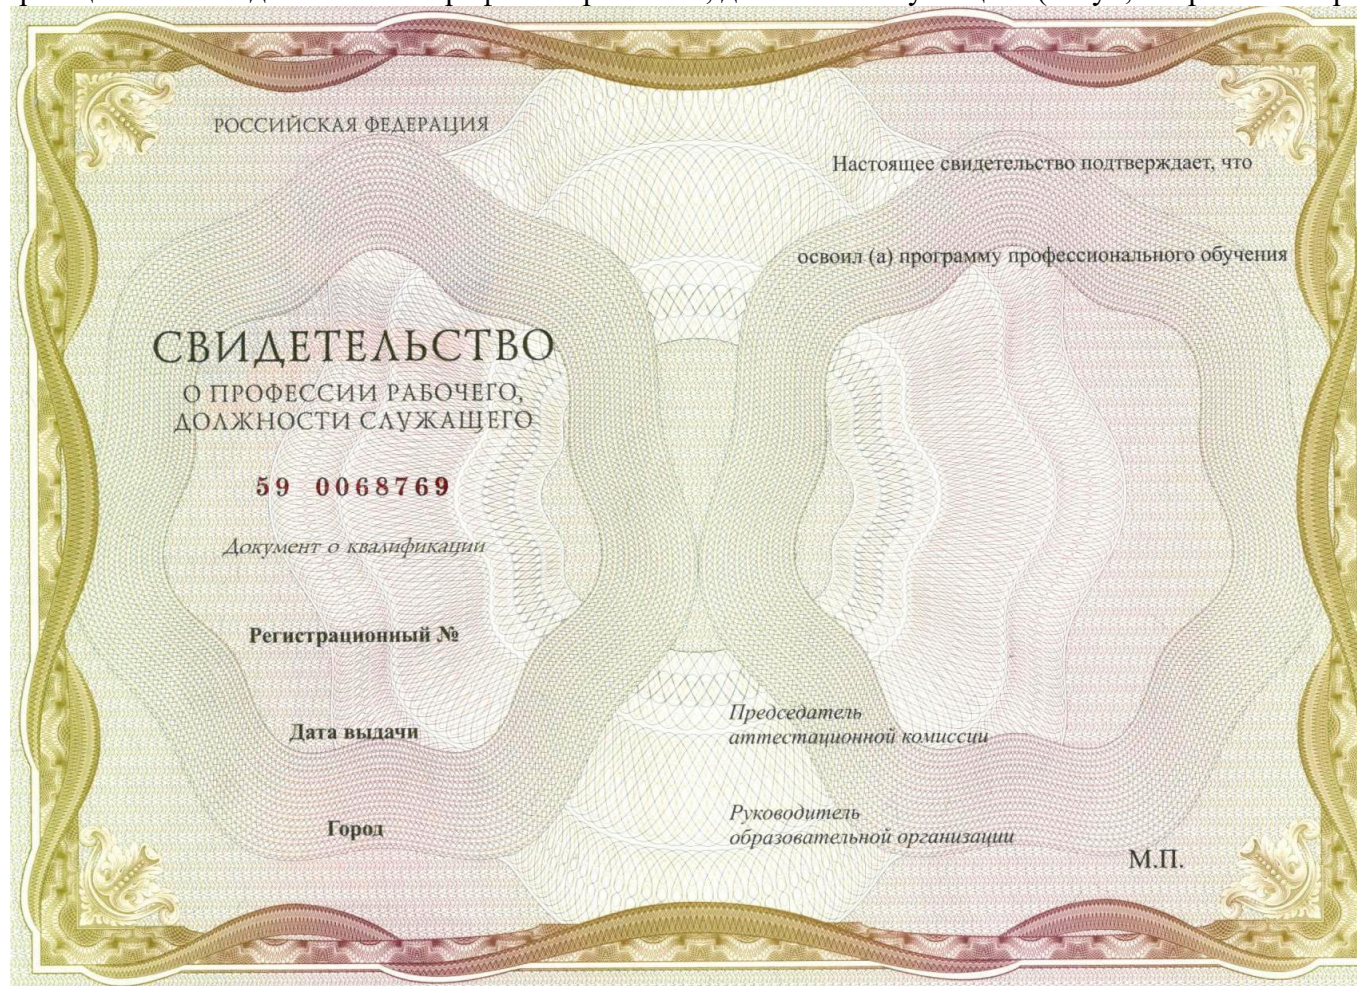 РОССИЙСКАЯ ФЕДЕРАЦИЯ
СВИДЕТЕЛЬСТВО
О ПРОФЕССИИ РАБОЧЕГО,
ДОЛЖНОСТИ СЛУЖАЩЕГО
59 0068769
Документ о квалификации
Регистрационный №
Дата выдачи
Город
Настоящее свидетельство подтверждает, что
освоил (а) программу профессионального обучения
Председатель
аттестационной комиссии
Руководитель
образовательной организации
М.П.